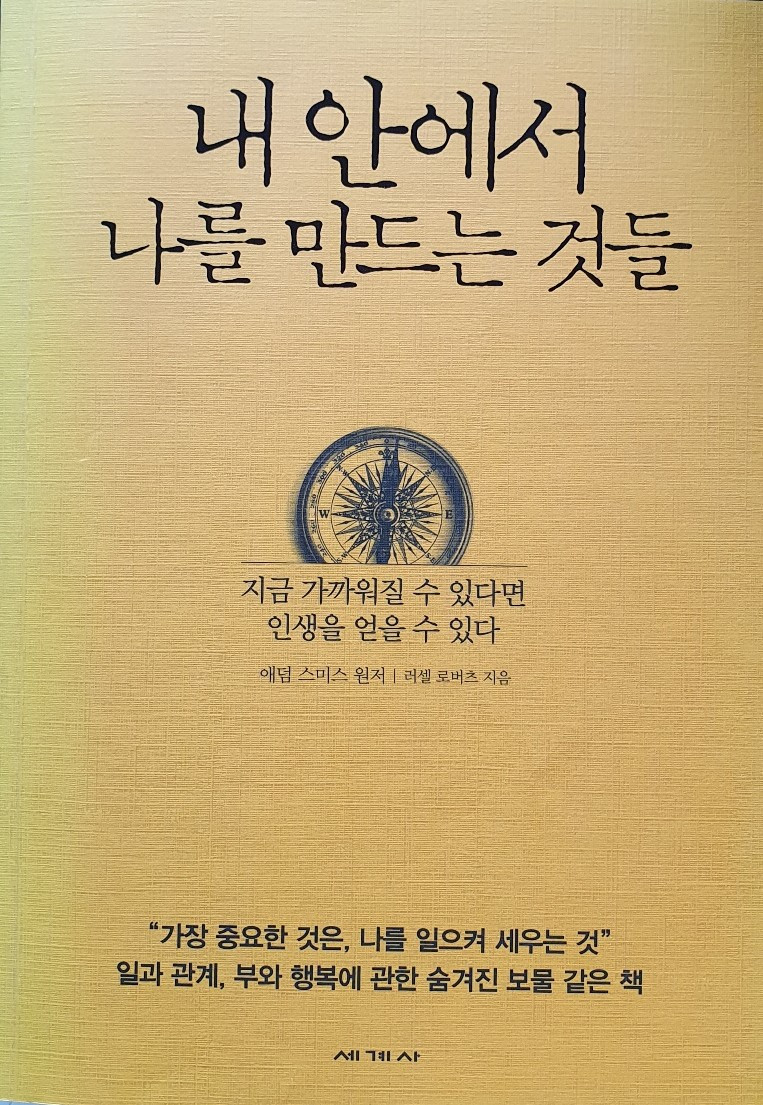 내 안에서
나를 만드는 것들
W
E
지금 가까워질 수 있다면
인생을 얻을 수 있다
애덤 스미스 원저 | 러셀 로버츠 지음
“가장 중요한 것은, 나를 일으켜 세우는 것”
일과 관계, 부와 행복에 관한 숨겨진 보물 같은 책
세계사